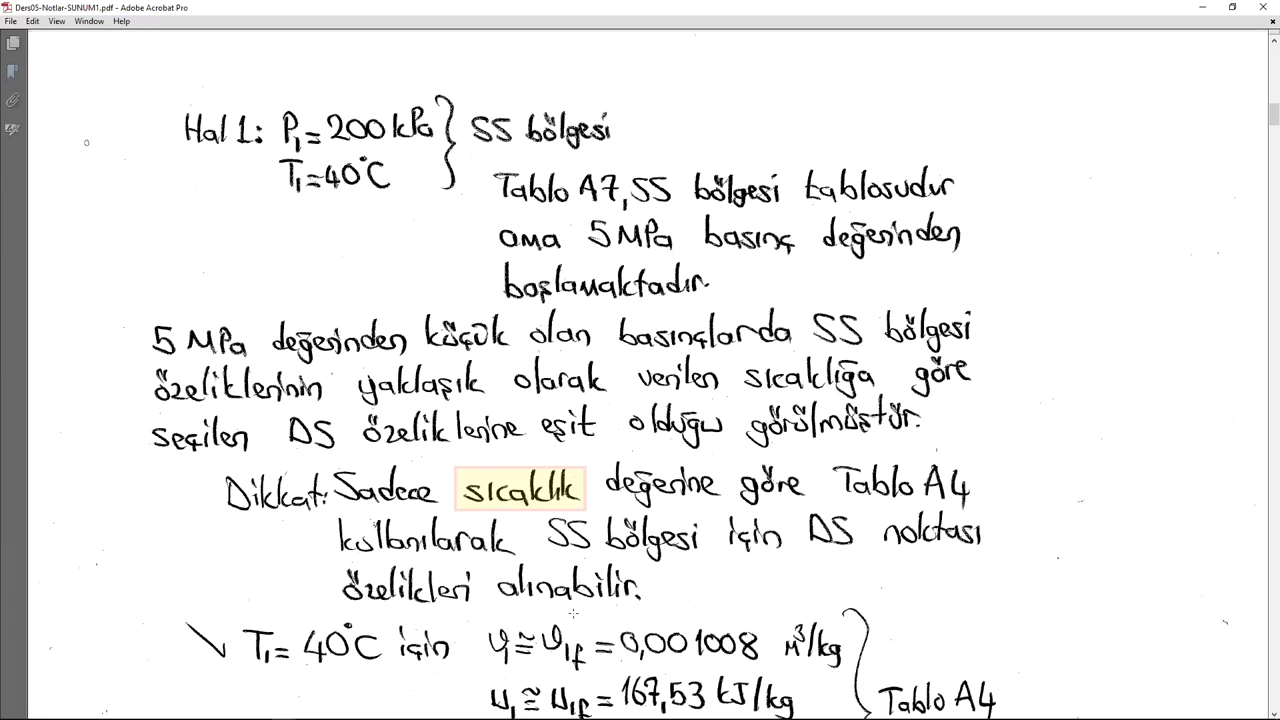 Ders05-Notlar-SUNUM1.pdf - Adobe Acrobat Pro
File Edit View Window Help
Hal 1: P₁=200 kPa } SS bölgesi
T₁=40°C
Tablo A7, SS bölgesi tablosudur
ama 5 MPa basınç değerinden
başlamaktadır.
5 MPa değerinden küçük olan basınçlarda SS bölgesi
özeliklerinin yaklaşık olarak verilen sıcaklığa göre
seçilen DS özeliklerine eşit olduğu görülmüştür.
Dikkat: Sadece sıcaklık değerine göre Tablo A4
kullanılarak SS bölgesi için DS noktası
özelikleri alınabilir.
T₁= 40°C için υ₁≅υ₁f = 0,001008 m³/kg
u₁ ≅ u₁f = 167,53 kJ/kg } Tablo A4